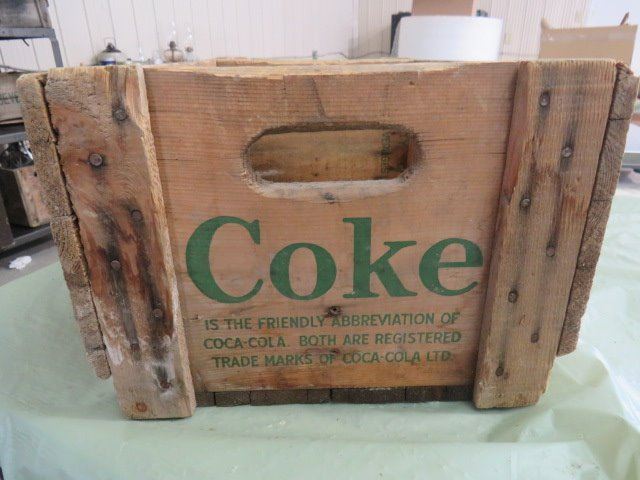 Coke
IS THE FRIENDLY ABBREVIATION OF
COCA-COLA. BOTH ARE REGISTERED
TRADE MARKS OF COCA-COLA LTD.